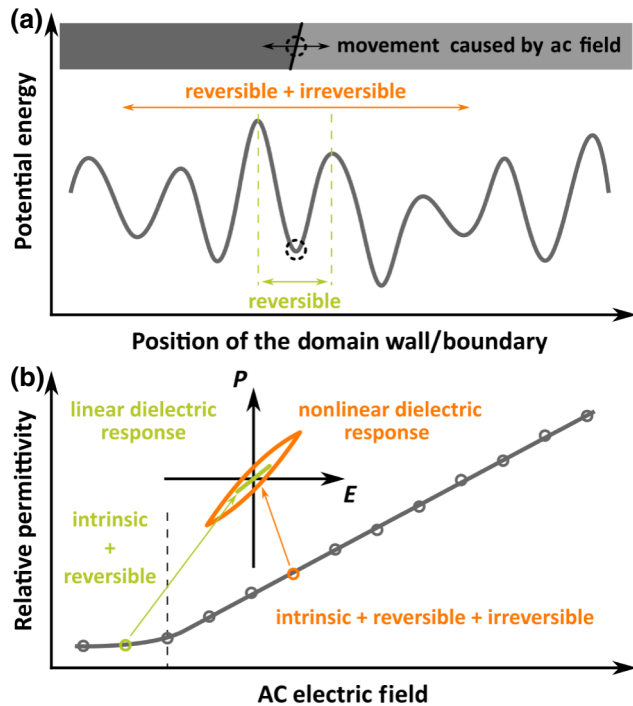 (a)
movement caused by ac field
reversible + irreversible
Potential energy
reversible
Position of the domain wall/boundary
(b)
P
linear dielectric
response
nonlinear dielectric
response
E
intrinsic
+
reversible
Relative permittivity
intrinsic + reversible + irreversible
AC electric field